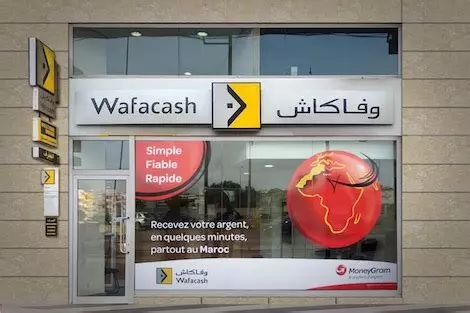 Wafacash
وفاكاش
Simple
Fiable
Rapide
Recevez votre argent,
en quelques minutes,
partout au Maroc
وفاكاش
Wafacash
MoneyGram